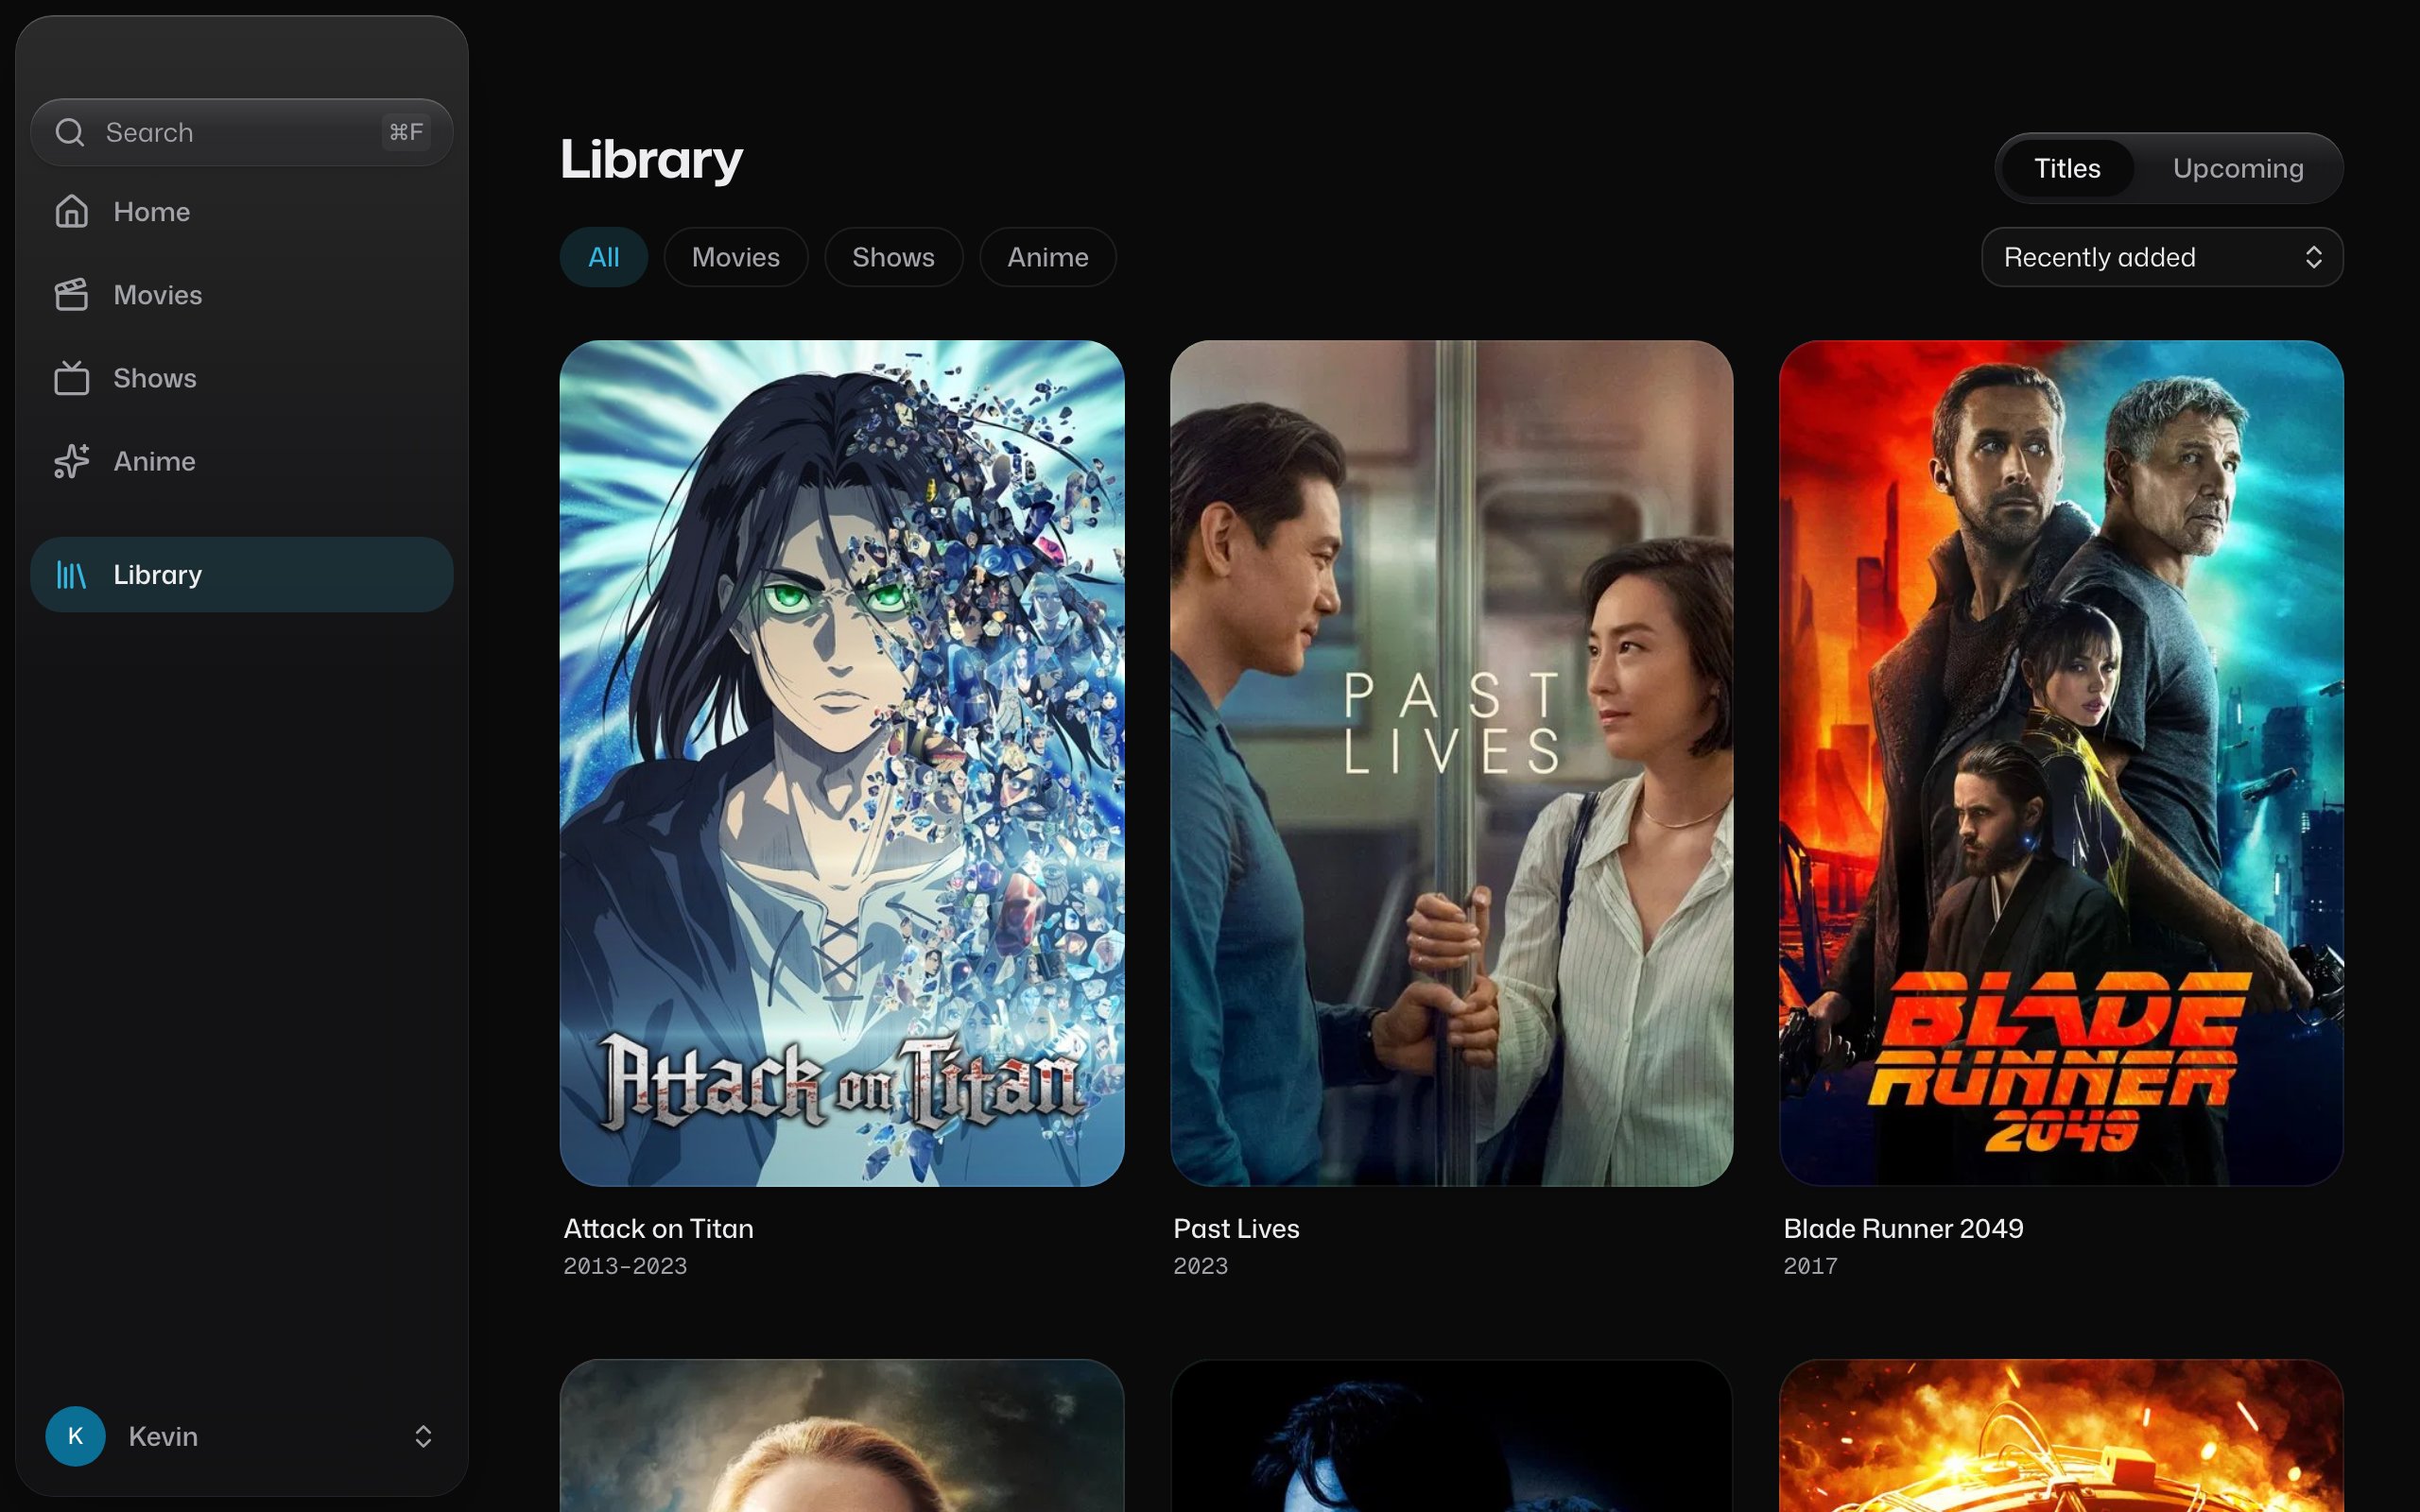 Search
⌘F
Home
Movies
Shows
Anime
Library
Kevin
K
Library
Titles
Upcoming
All
Movies
Shows
Anime
Recently added
Attack on Titan
PAST
LIVES
BLADE
RUNNER
2049
Attack on Titan
2013–2023
Past Lives
2023
Blade Runner 2049
2017